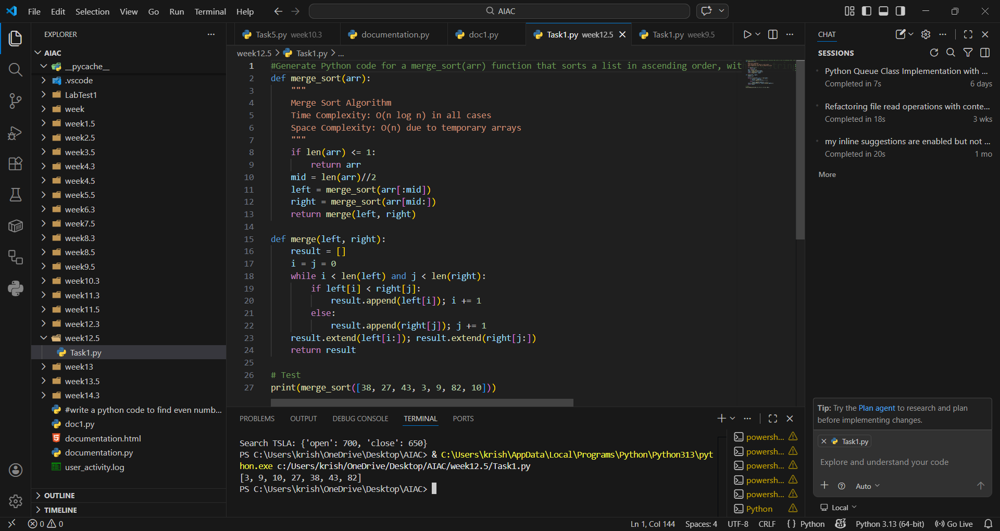 File Edit Selection View Go Run Terminal Help
AIAC
EXPLORER
AIAC
__pycache__
.vscode
LabTest1
week
week1.5
week2.5
week3.5
week4.3
week4.5
week5.5
week6.3
week7.5
week8.3
week8.5
week9.5
week10.3
week11.3
week11.5
week12.3
week12.5
Task1.py
week13
week13.5
week14.3
#write a python code to find even numb...
doc1.py
documentation.html
documentation.py
user_activity.log
OUTLINE
TIMELINE
Task5.py week10.3
documentation.py
doc1.py
Task1.py week12.5
Task1.py week9.5
week12.5 > Task1.py > ...
1 #Generate Python code for a merge_sort(arr) function that sorts a list in ascending order, wit
2 def merge_sort(arr):
3     """
4     Merge Sort Algorithm
5     Time Complexity: O(n log n) in all cases
6     Space Complexity: O(n) due to temporary arrays
7     """
8     if len(arr) <= 1:
9         return arr
10     mid = len(arr)//2
11     left = merge_sort(arr[:mid])
12     right = merge_sort(arr[mid:])
13     return merge(left, right)
14
15 def merge(left, right):
16     result = []
17     i = j = 0
18     while i < len(left) and j < len(right):
19         if left[i] < right[j]:
20             result.append(left[i]); i += 1
21         else:
22             result.append(right[j]); j += 1
23     result.extend(left[i:]); result.extend(right[j:])
24     return result
25
26 # Test
27 print(merge_sort([38, 27, 43, 3, 9, 82, 10]))
PROBLEMS OUTPUT DEBUG CONSOLE TERMINAL PORTS
Search TSLA: {'open': 700, 'close': 650}
PS C:\Users\krish\OneDrive\Desktop\AIAC> & C:\Users\krish\AppData\Local\Programs\Python\Python313\pyt
hon.exe c:/Users/krish/OneDrive/Desktop/AIAC/week12.5/Task1.py
[3, 9, 10, 27, 38, 43, 82]
PS C:\Users\krish\OneDrive\Desktop\AIAC>
powersh...
powersh...
powersh...
powersh...
powersh...
Python
CHAT
SESSIONS
Python Queue Class Implementation with ...
Completed in 7s 6 days
Refactoring file read operations with conte...
Completed in 18s 3 wks
my inline suggestions are enabled but not ...
Completed in 20s 1 mo
More
Tip: Try the Plan agent to research and plan
before implementing changes.
Task1.py
Explore and understand your code
Auto
Local
0 0
Ln 1, Col 144 Spaces: 4 UTF-8 CRLF {} Python Python 3.13 (64-bit) Go Live